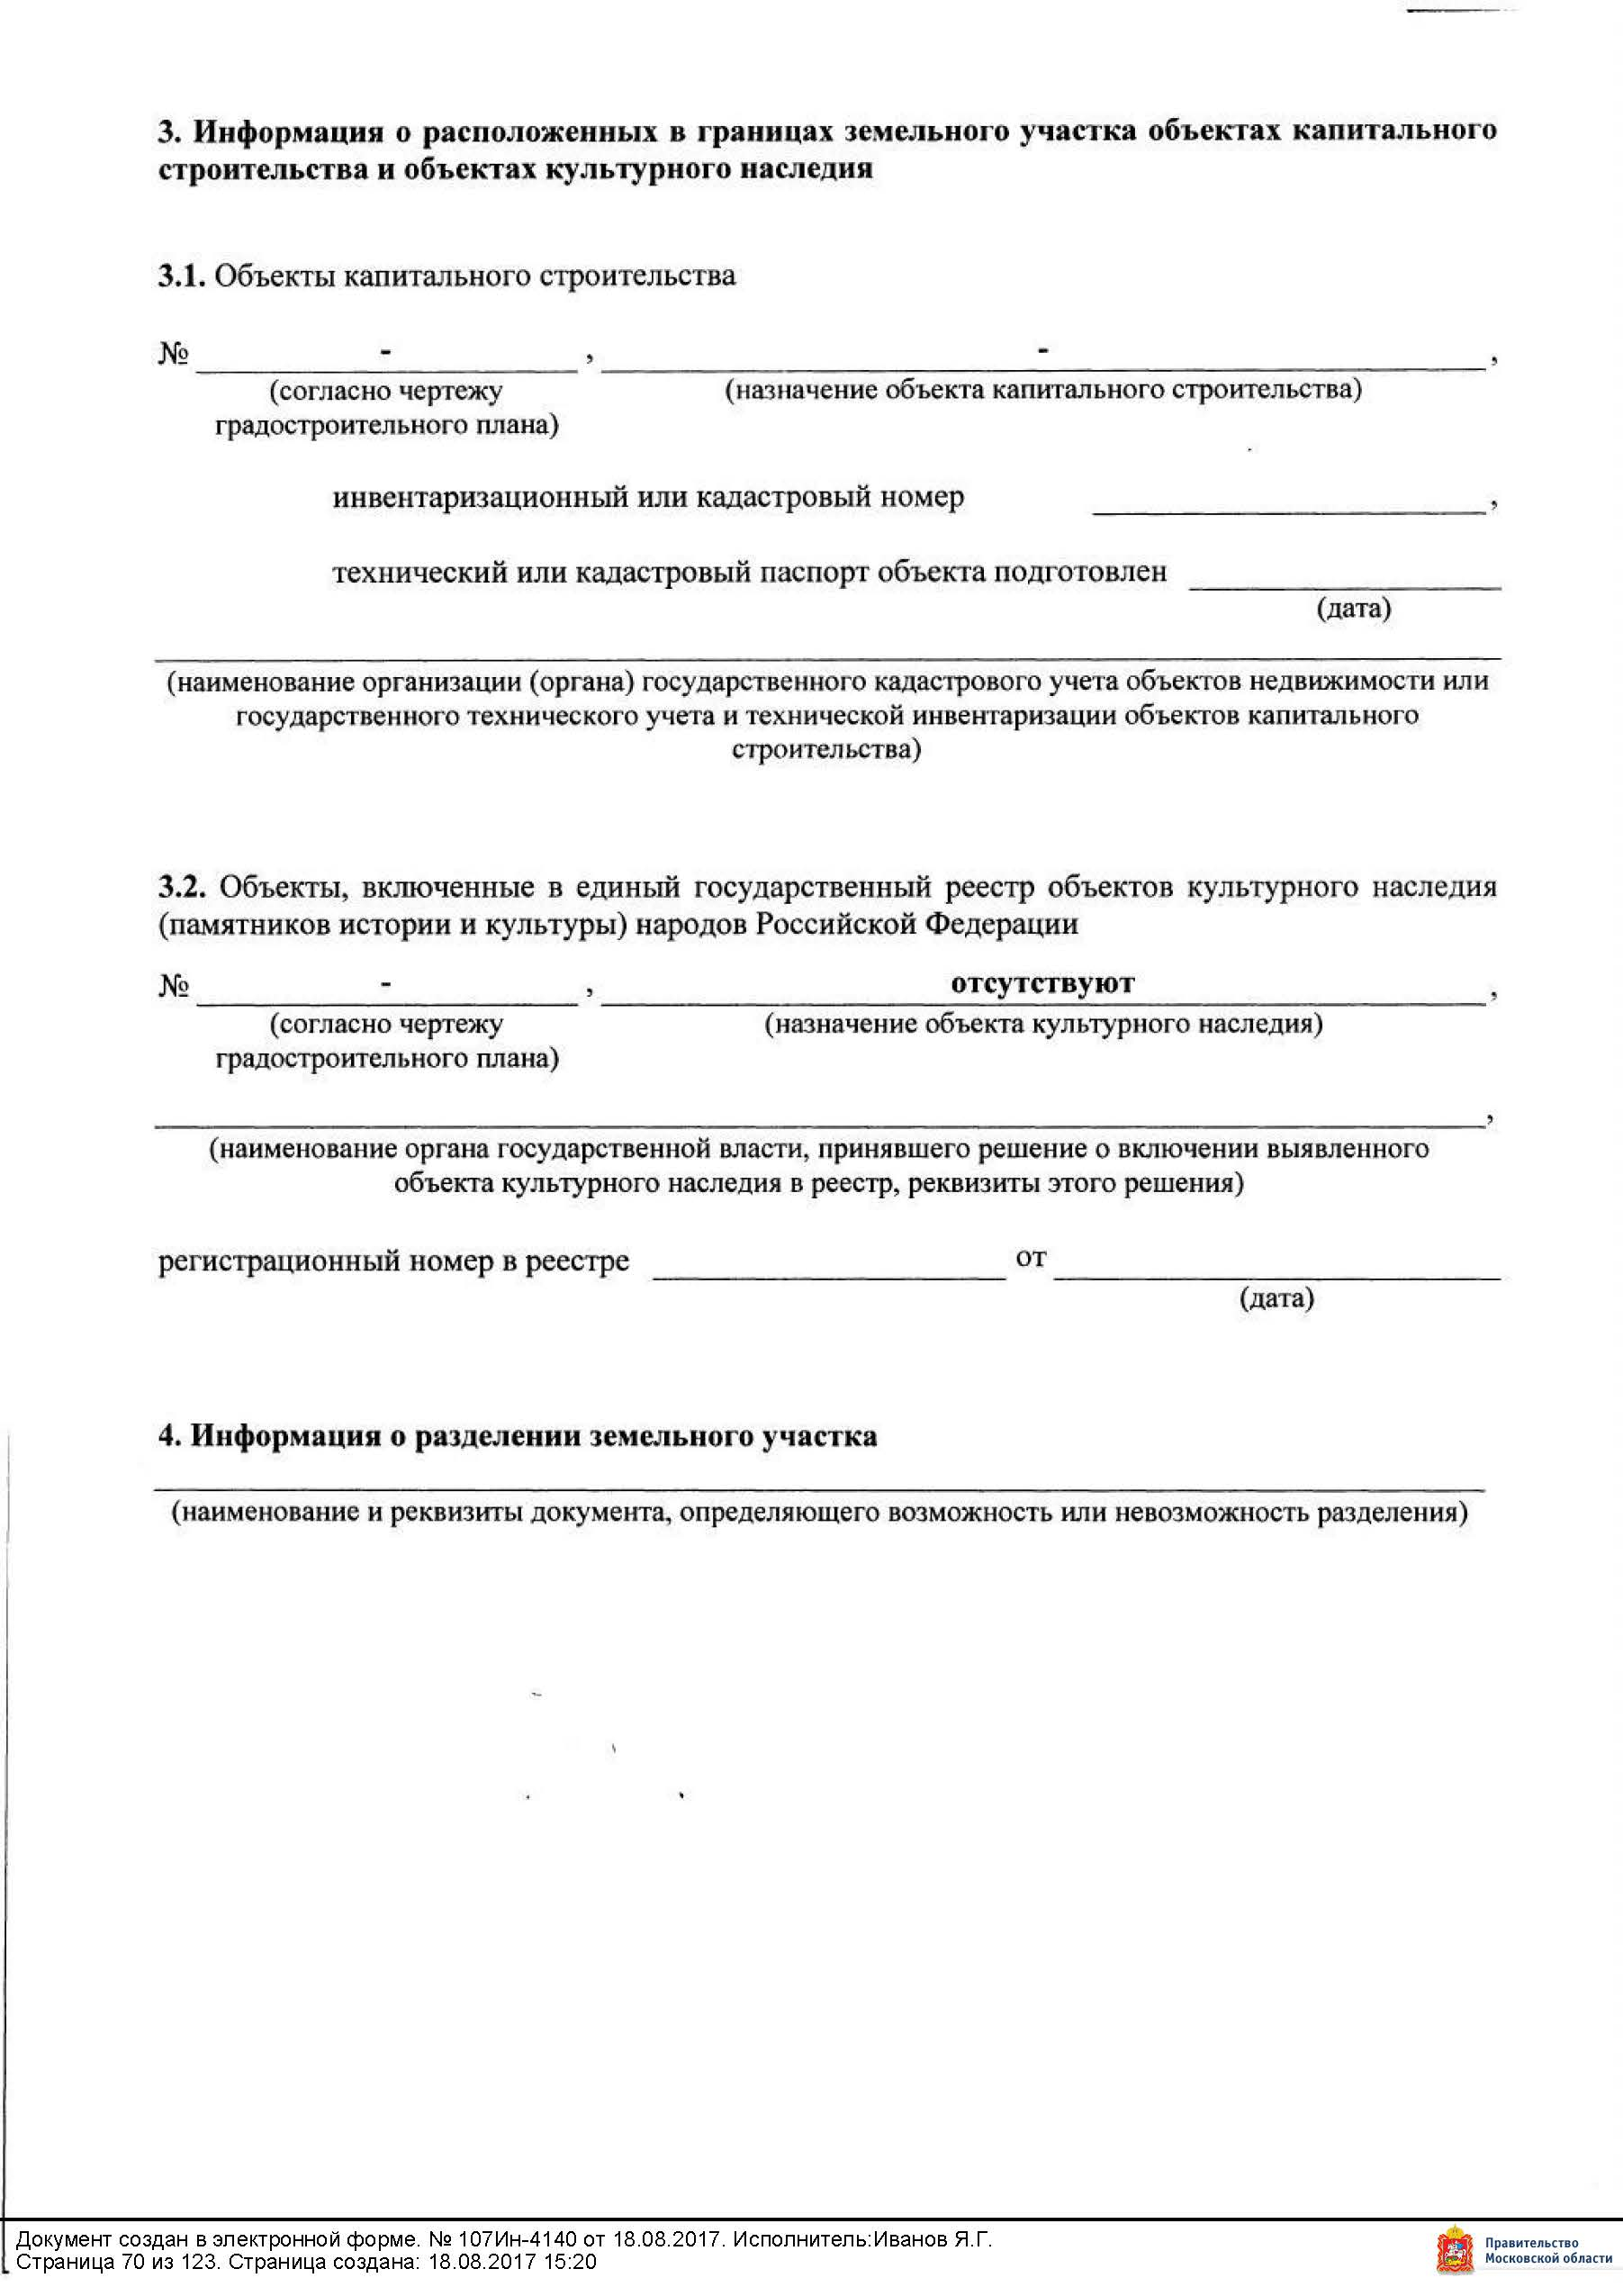 3. Информация о расположенных в границах земельного участка объектах капитального
строительства и объектах культурного наследия
3.1. Объекты капитального строительства
№ - , - ,
(согласно чертежу
градостроительного плана)
(назначение объекта капитального строительства)
инвентаризационный или кадастровый номер ,
технический или кадастровый паспорт объекта подготовлен
(дата)
(наименование организации (органа) государственного кадастрового учета объектов недвижимости или
государственного технического учета и технической инвентаризации объектов капитального
строительства)
3.2. Объекты, включенные в единый государственный реестр объектов культурного наследия
(памятников истории и культуры) народов Российской Федерации
№ - , отсутствуют ,
(согласно чертежу
градостроительного плана)
(назначение объекта культурного наследия)
,
(наименование органа государственной власти, принявшего решение о включении выявленного
объекта культурного наследия в реестр, реквизиты этого решения)
регистрационный номер в реестре от
(дата)
4. Информация о разделении земельного участка
(наименование и реквизиты документа, определяющего возможность или невозможность разделения)
Документ создан в электронной форме. № 107Ин-4140 от 18.08.2017. Исполнитель:Иванов Я.Г.
Страница 70 из 123. Страница создана: 18.08.2017 15:20
Правительство
Московской области